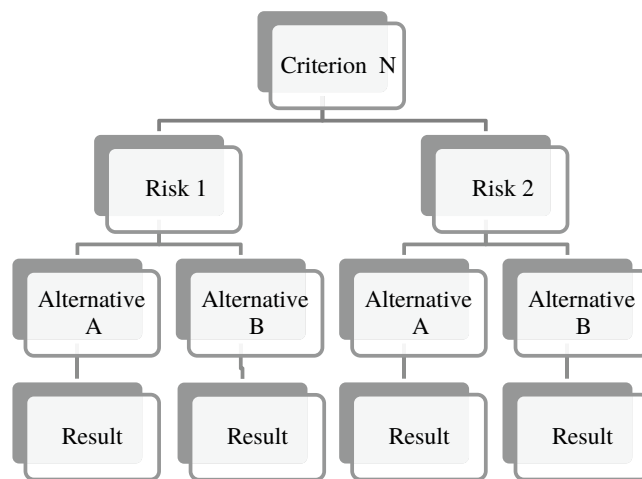 Criterion N
Risk 1
Risk 2
Alternative
A
Alternative
B
Alternative
A
Alternative
B
Result
Result
Result
Result